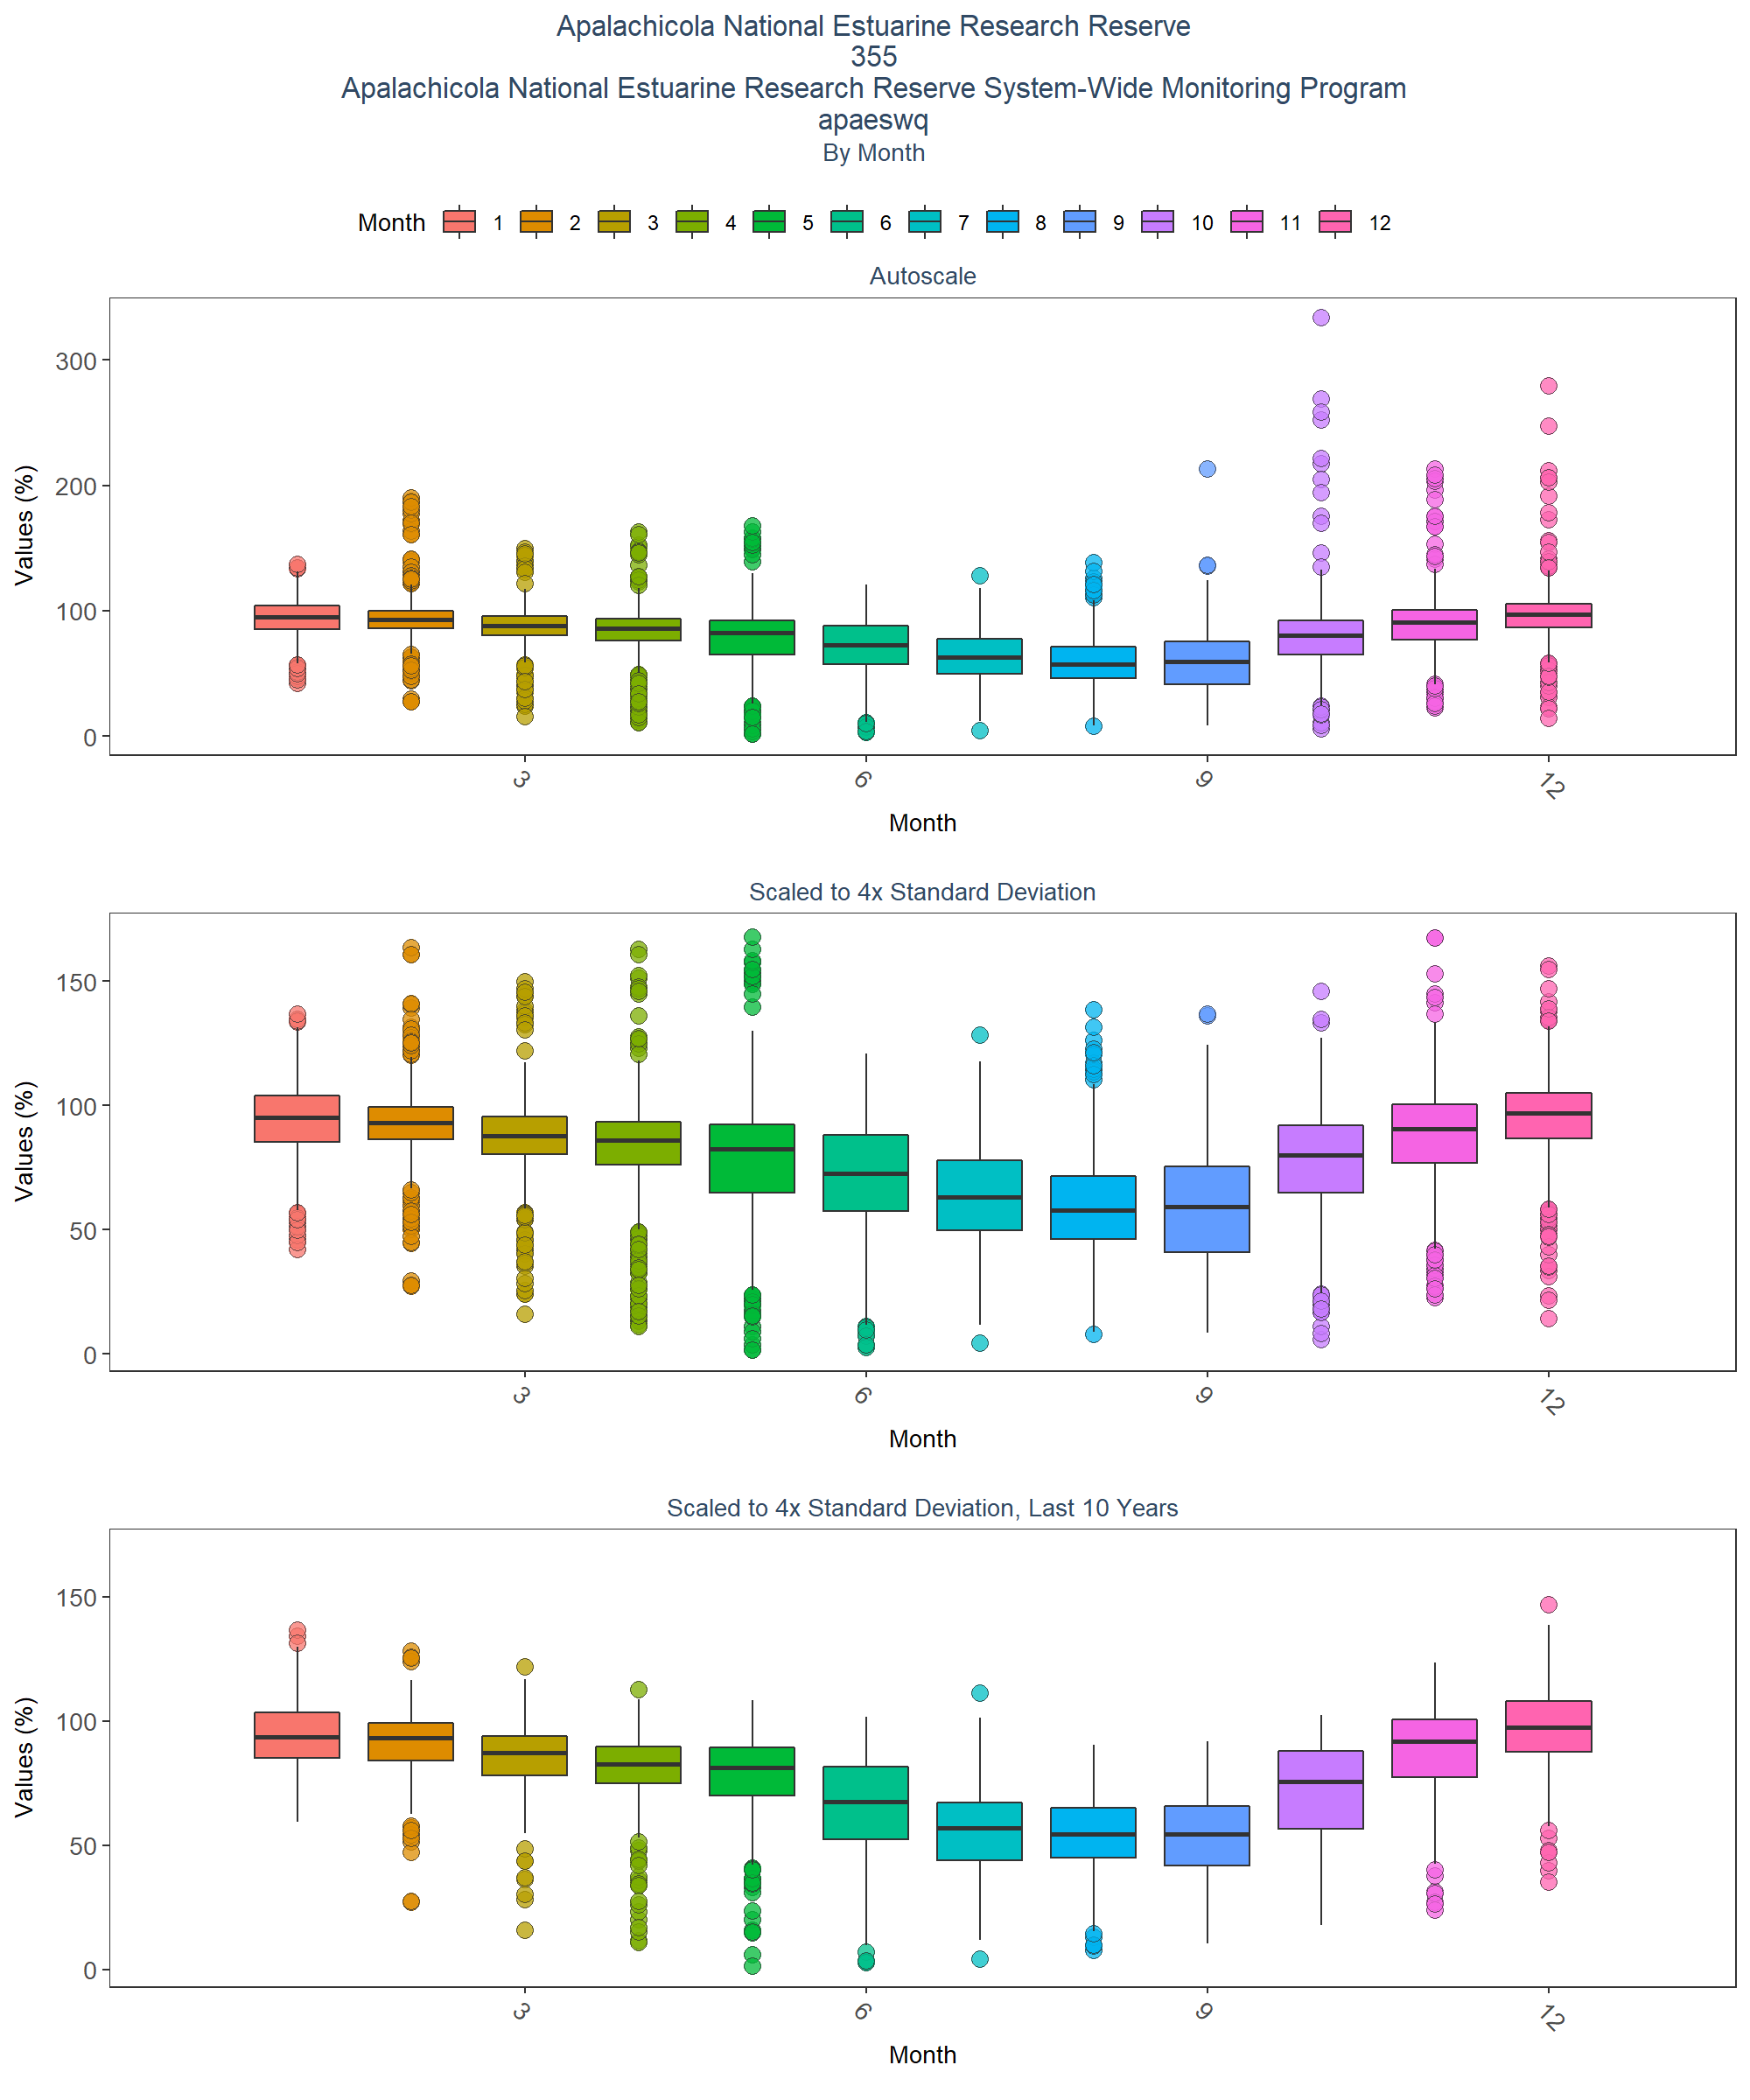 Apalachicola National Estuarine Research Reserve
355
Apalachicola National Estuarine Research Reserve System-Wide Monitoring Program
apaeswq
By Month
Month 1 2 3 4 5 6 7 8 9 10 11 12
Autoscale
Values (%)
300
200
100
0
3 6 9 12
Month
Scaled to 4x Standard Deviation
Values (%)
150
100
50
0
3 6 9 12
Month
Scaled to 4x Standard Deviation, Last 10 Years
Values (%)
150
100
50
0
3 6 9 12
Month